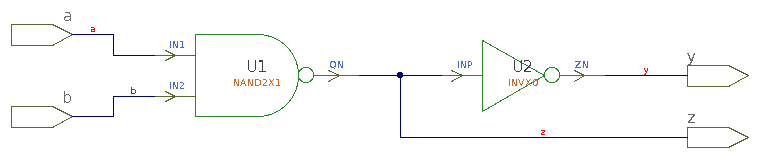 a
a
IN1
U1
NAND2X1
QN
INP
U2
INVX0
ZN
y
y
b
b
IN2
z
z